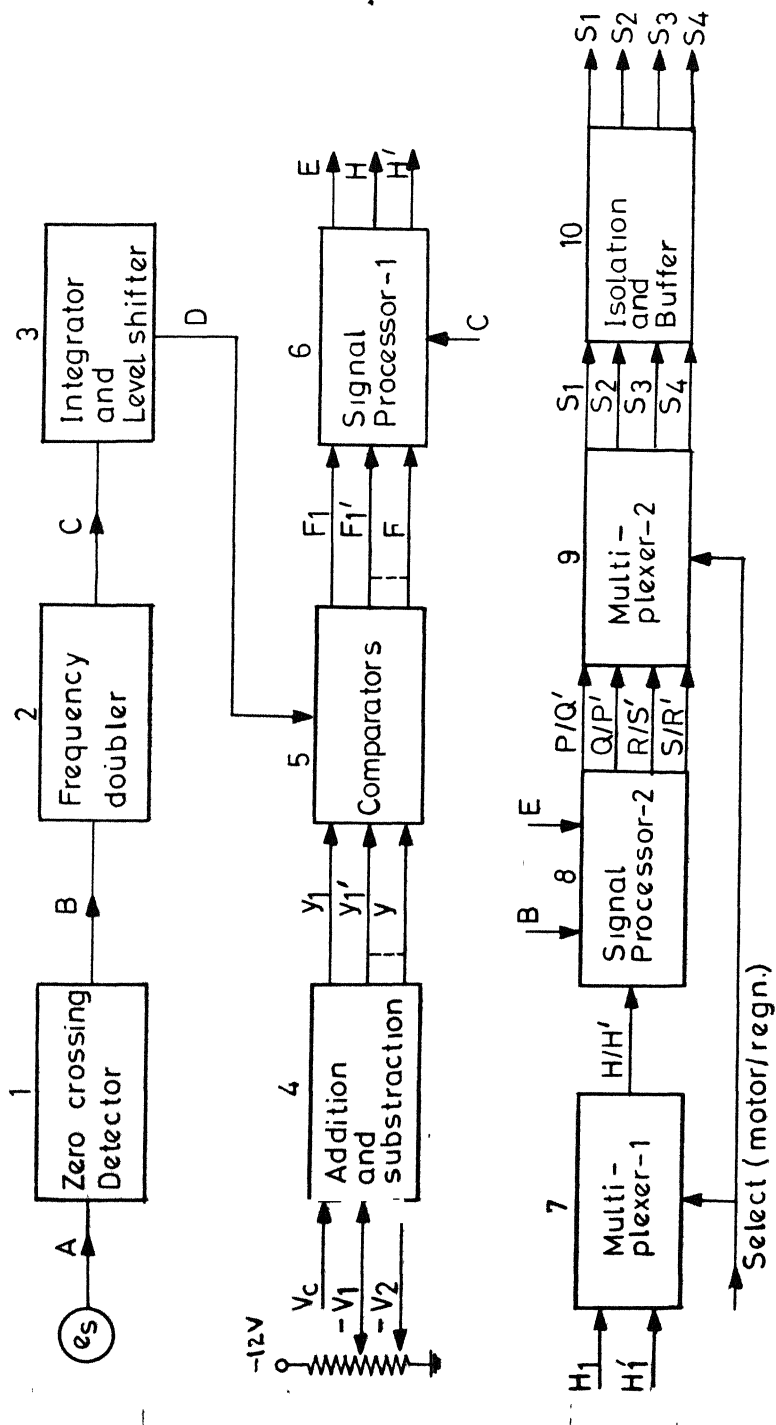 1
2
3
es
A
Zero crossing
Detector
B
Frequency
doubler
C
Integrator
and
Level shifter
D
4
5
6
-12V
Vc
-V1
-V2
Addition
and
substraction
y1
y1'
y
Comparators
F1
F1'
F
Signal
Processor-1
C
E
H
H'
7
8
9
10
H1
H1'
Multi-
plexer-1
H/H'
B
E
Signal
Processor-2
P/Q'
Q/P'
R/S'
S/R'
Multi-
plexer-2
S1
S2
S3
S4
Isolation
and
Buffer
S1
S2
S3
S4
Select (motor/regn.)